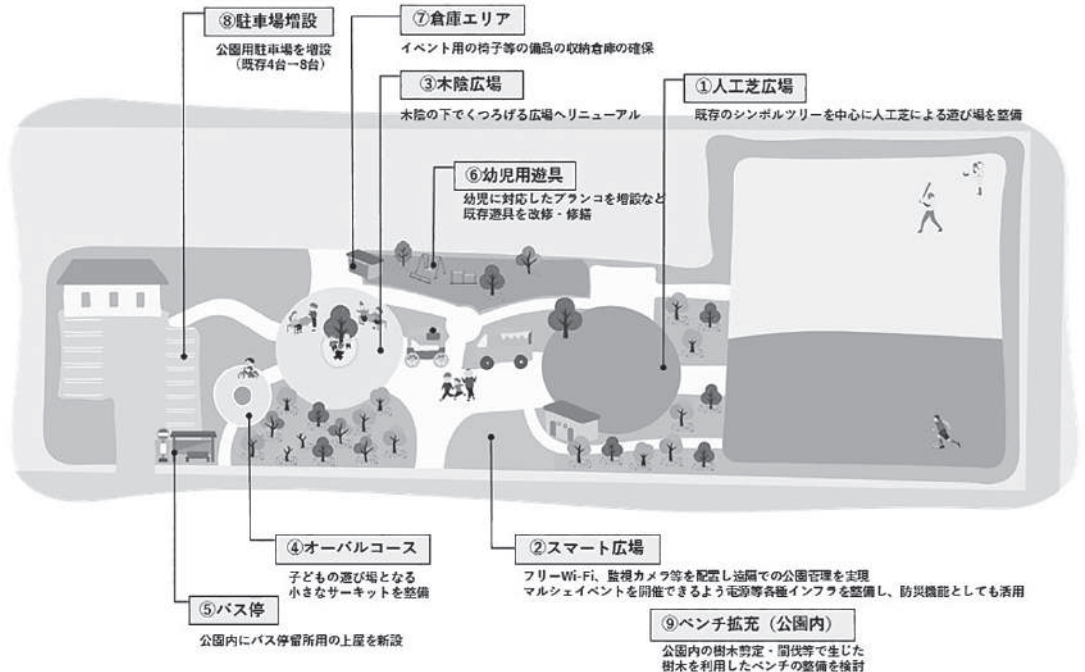 ⑧駐車場増設
公園用駐車場を増設
（既存4台→8台）
⑦倉庫エリア
イベント用の椅子等の備品の収納倉庫の確保
③木陰広場
木陰の下でくつろげる広場へリニューアル
①人工芝広場
既存のシンボルツリーを中心に人工芝による遊び場を整備
⑥幼児用遊具
幼児に対応したブランコを増設など
既存遊具を改修・修繕
④オーバルコース
子どもの遊び場となる
小さなサーキットを整備
②スマート広場
フリーWi-Fi、監視カメラ等を配置し遠隔での公園管理を実現
マルシェイベントを開催できるよう電源等各種インフラを整備し、防災機能としても活用
⑤バス停
公園内にバス停留所用の上屋を新設
⑨ベンチ拡充（公園内）
公園内の樹木剪定・間伐等で生じた
樹木を利用したベンチの整備を検討